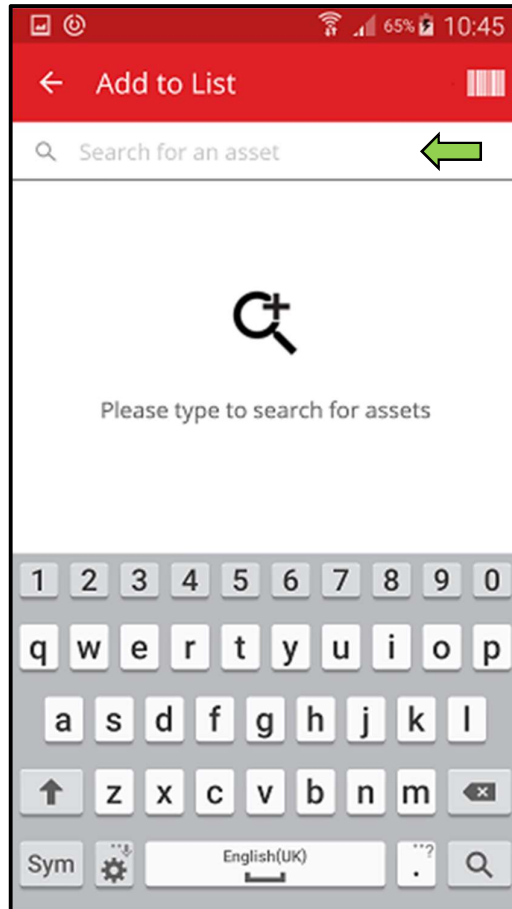 65% 10:45
Add to List
Search for an asset
Please type to search for assets
1 2 3 4 5 6 7 8 9 0
q w e r t y u i o p
a s d f g h j k l
z x c v b n m
Sym English(UK) . ?